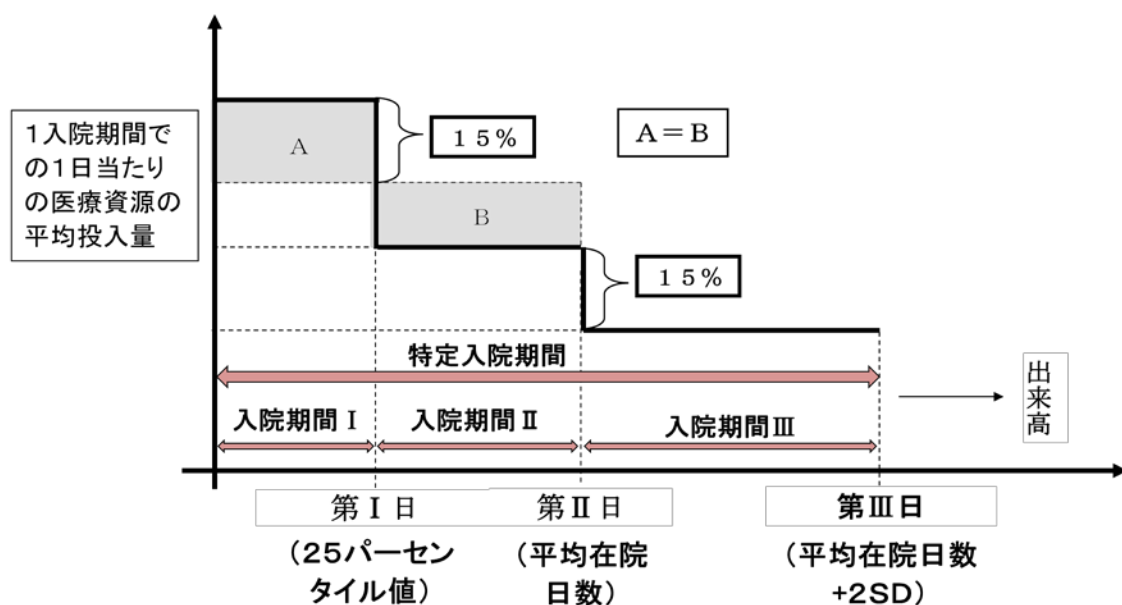 １入院期間で
の１日当たり
の医療資源の
平均投入量
A
１５％
A＝B
B
１５％
特定入院期間
入院期間Ⅰ
入院期間Ⅱ
入院期間Ⅲ
出来高
第Ⅰ日
第Ⅱ日
第Ⅲ日
（２５パーセン
タイル値）
（平均在院
日数）
（平均在院日数
＋２SD）